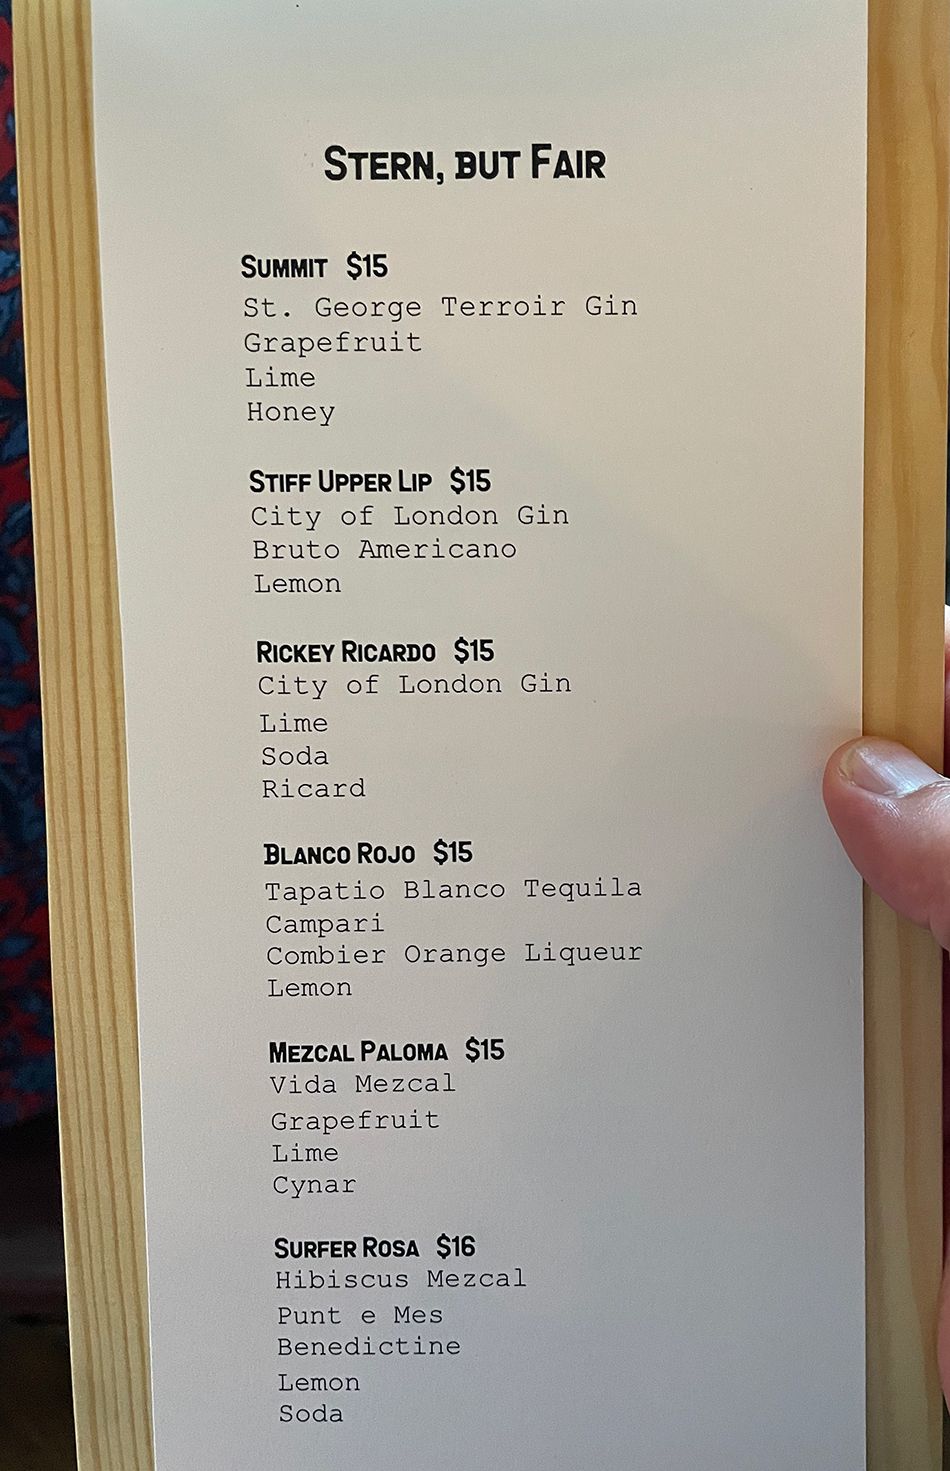 Stern, but Fair
Summit $15
St. George Terroir Gin
Grapefruit
Lime
Honey
Stiff Upper Lip $15
City of London Gin
Bruto Americano
Lemon
Rickey Ricardo $15
City of London Gin
Lime
Soda
Ricard
Blanco Rojo $15
Tapatio Blanco Tequila
Campari
Combier Orange Liqueur
Lemon
Mezcal Paloma $15
Vida Mezcal
Grapefruit
Lime
Cynar
Surfer Rosa $16
Hibiscus Mezcal
Punt e Mes
Benedictine
Lemon
Soda